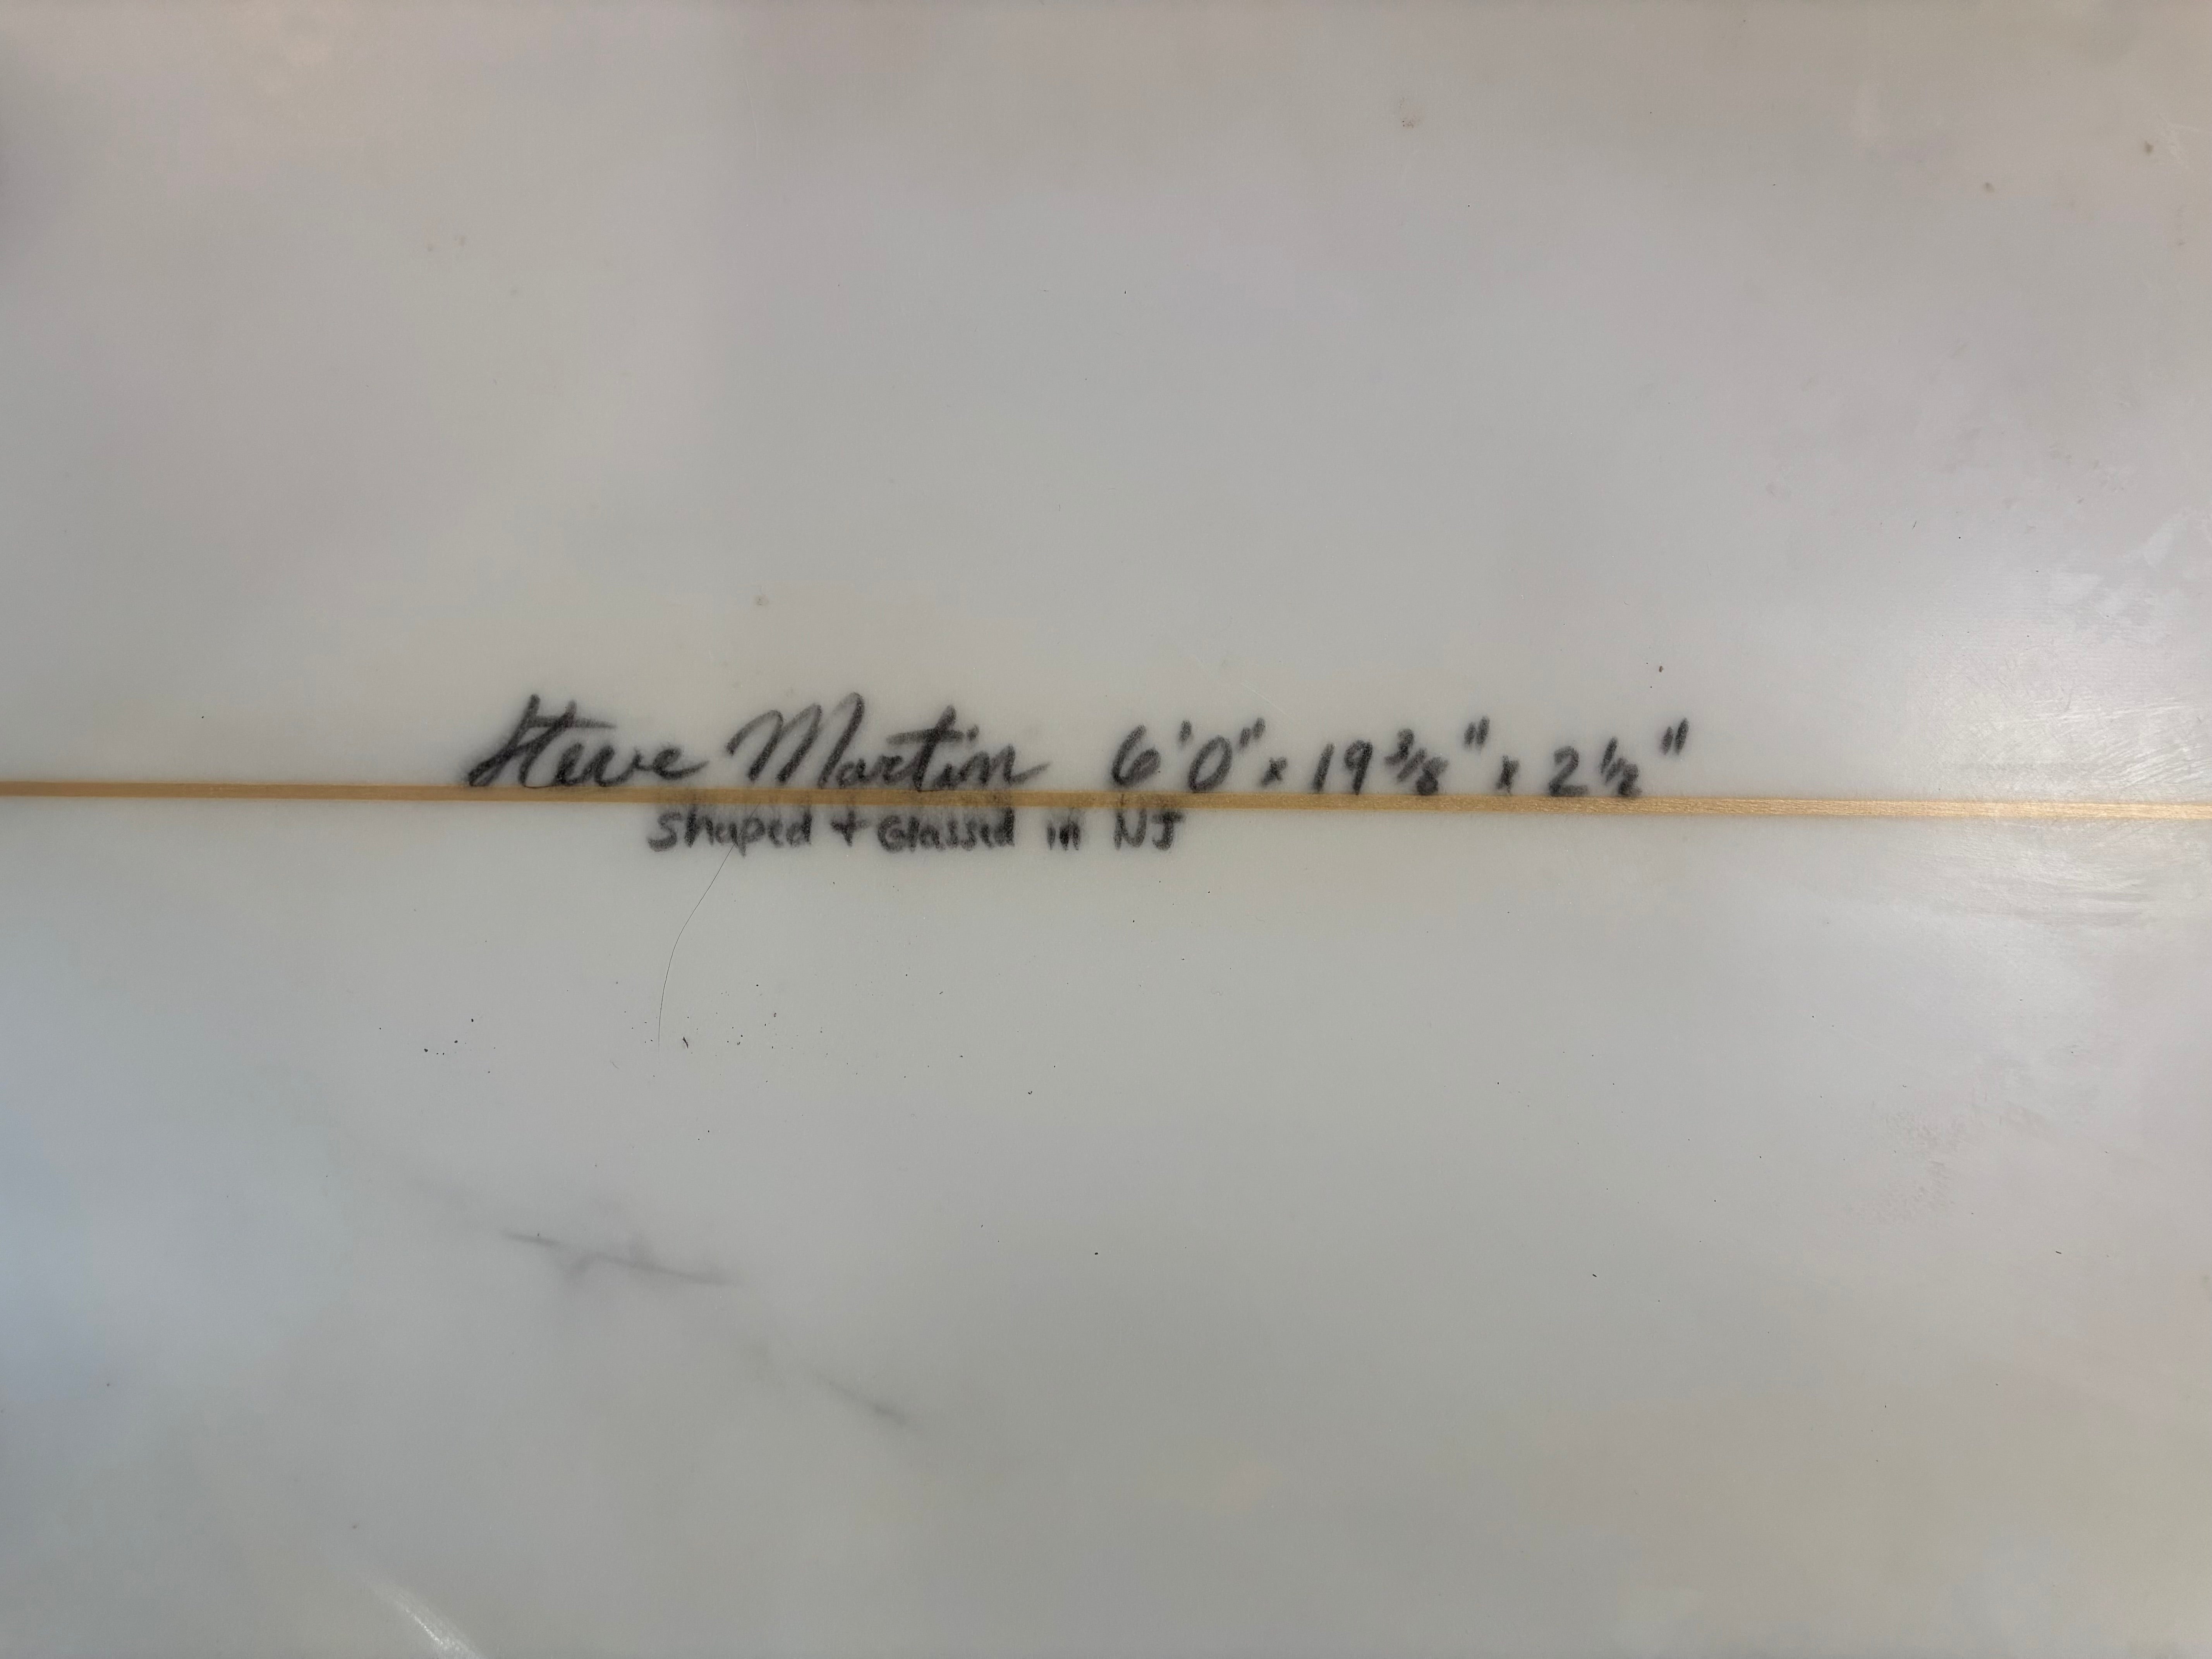 Steve Martin 6'0" x 19 3/8" x 2 1/2"
Shaped + Glassed in NJ